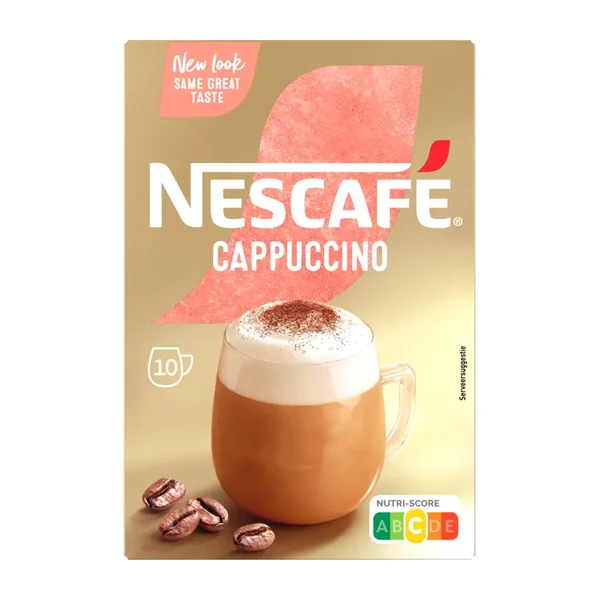 New look
SAME GREAT
TASTE
NESCAFÉ®
CAPPUCCINO
10
Serveersuggestie
NUTRI-SCORE
A B C D E